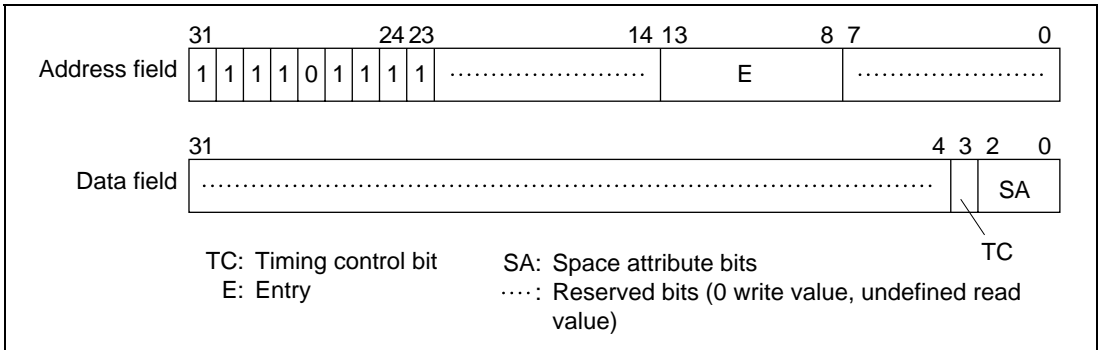 31 24 23 14 13 8 7 0
Address field 1 1 1 1 0 1 1 1 1 ........................ E ........................
31 4 3 2 0
Data field ........................................................................ SA
TC
TC: Timing control bit SA: Space attribute bits
E: Entry ····: Reserved bits (0 write value, undefined read
value)